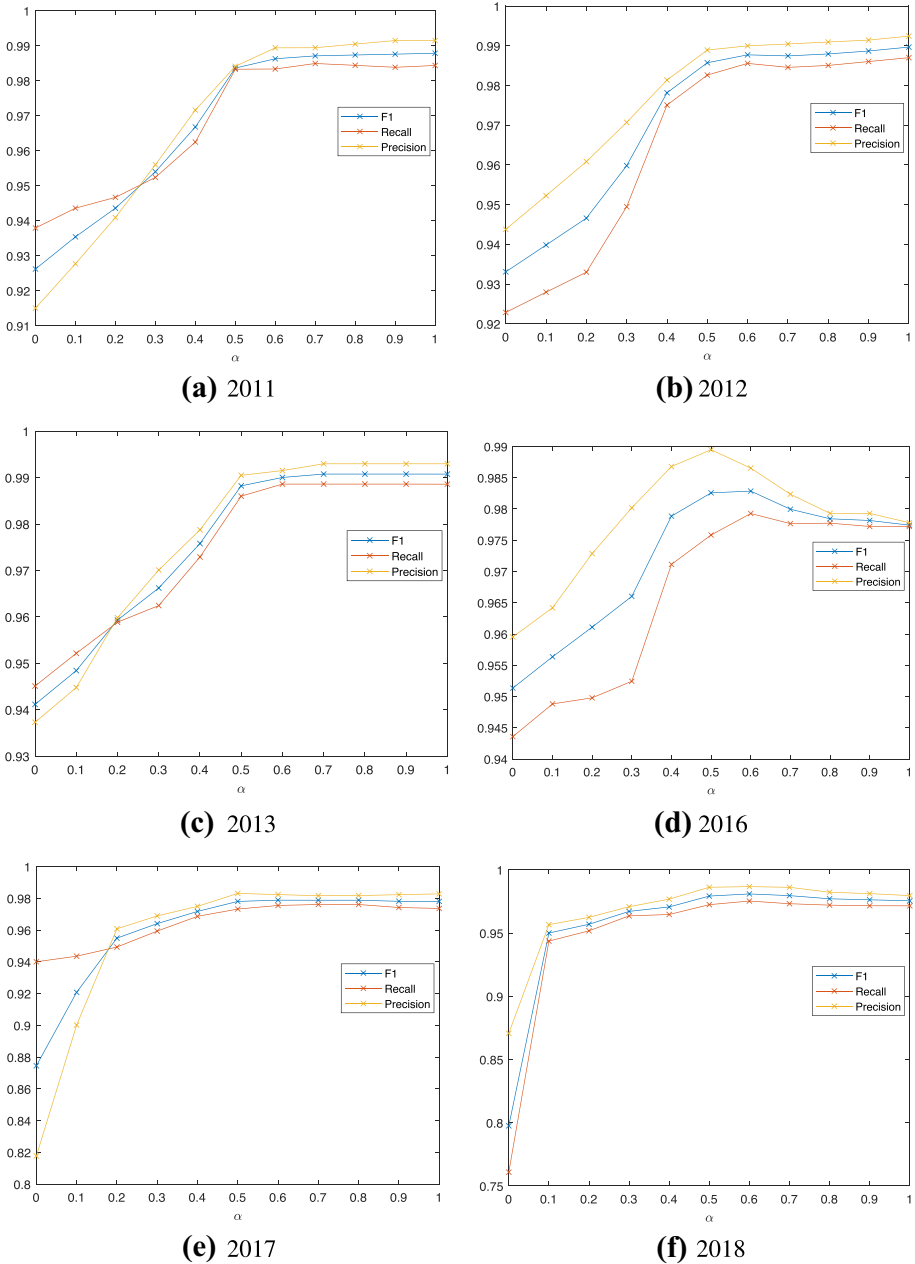 1
0.99
0.98
0.97
0.96
0.95
0.94
0.93
0.92
0.91
0 0.1 0.2 0.3 0.4 0.5 0.6 0.7 0.8 0.9 1
α
F1
Recall
Precision
(a) 2011
1
0.99
0.98
0.97
0.96
0.95
0.94
0.93
0.92
0 0.1 0.2 0.3 0.4 0.5 0.6 0.7 0.8 0.9 1
α
F1
Recall
Precision
(b) 2012
1
0.99
0.98
0.97
0.96
0.95
0.94
0.93
0 0.1 0.2 0.3 0.4 0.5 0.6 0.7 0.8 0.9 1
α
F1
Recall
Precision
(c) 2013
0.99
0.985
0.98
0.975
0.97
0.965
0.96
0.955
0.95
0.945
0.94
0 0.1 0.2 0.3 0.4 0.5 0.6 0.7 0.8 0.9 1
α
F1
Recall
Precision
(d) 2016
1
0.98
0.96
0.94
0.92
0.9
0.88
0.86
0.84
0.82
0.8
0 0.1 0.2 0.3 0.4 0.5 0.6 0.7 0.8 0.9 1
α
F1
Recall
Precision
(e) 2017
1
0.95
0.9
0.85
0.8
0.75
0 0.1 0.2 0.3 0.4 0.5 0.6 0.7 0.8 0.9 1
α
F1
Recall
Precision
(f) 2018